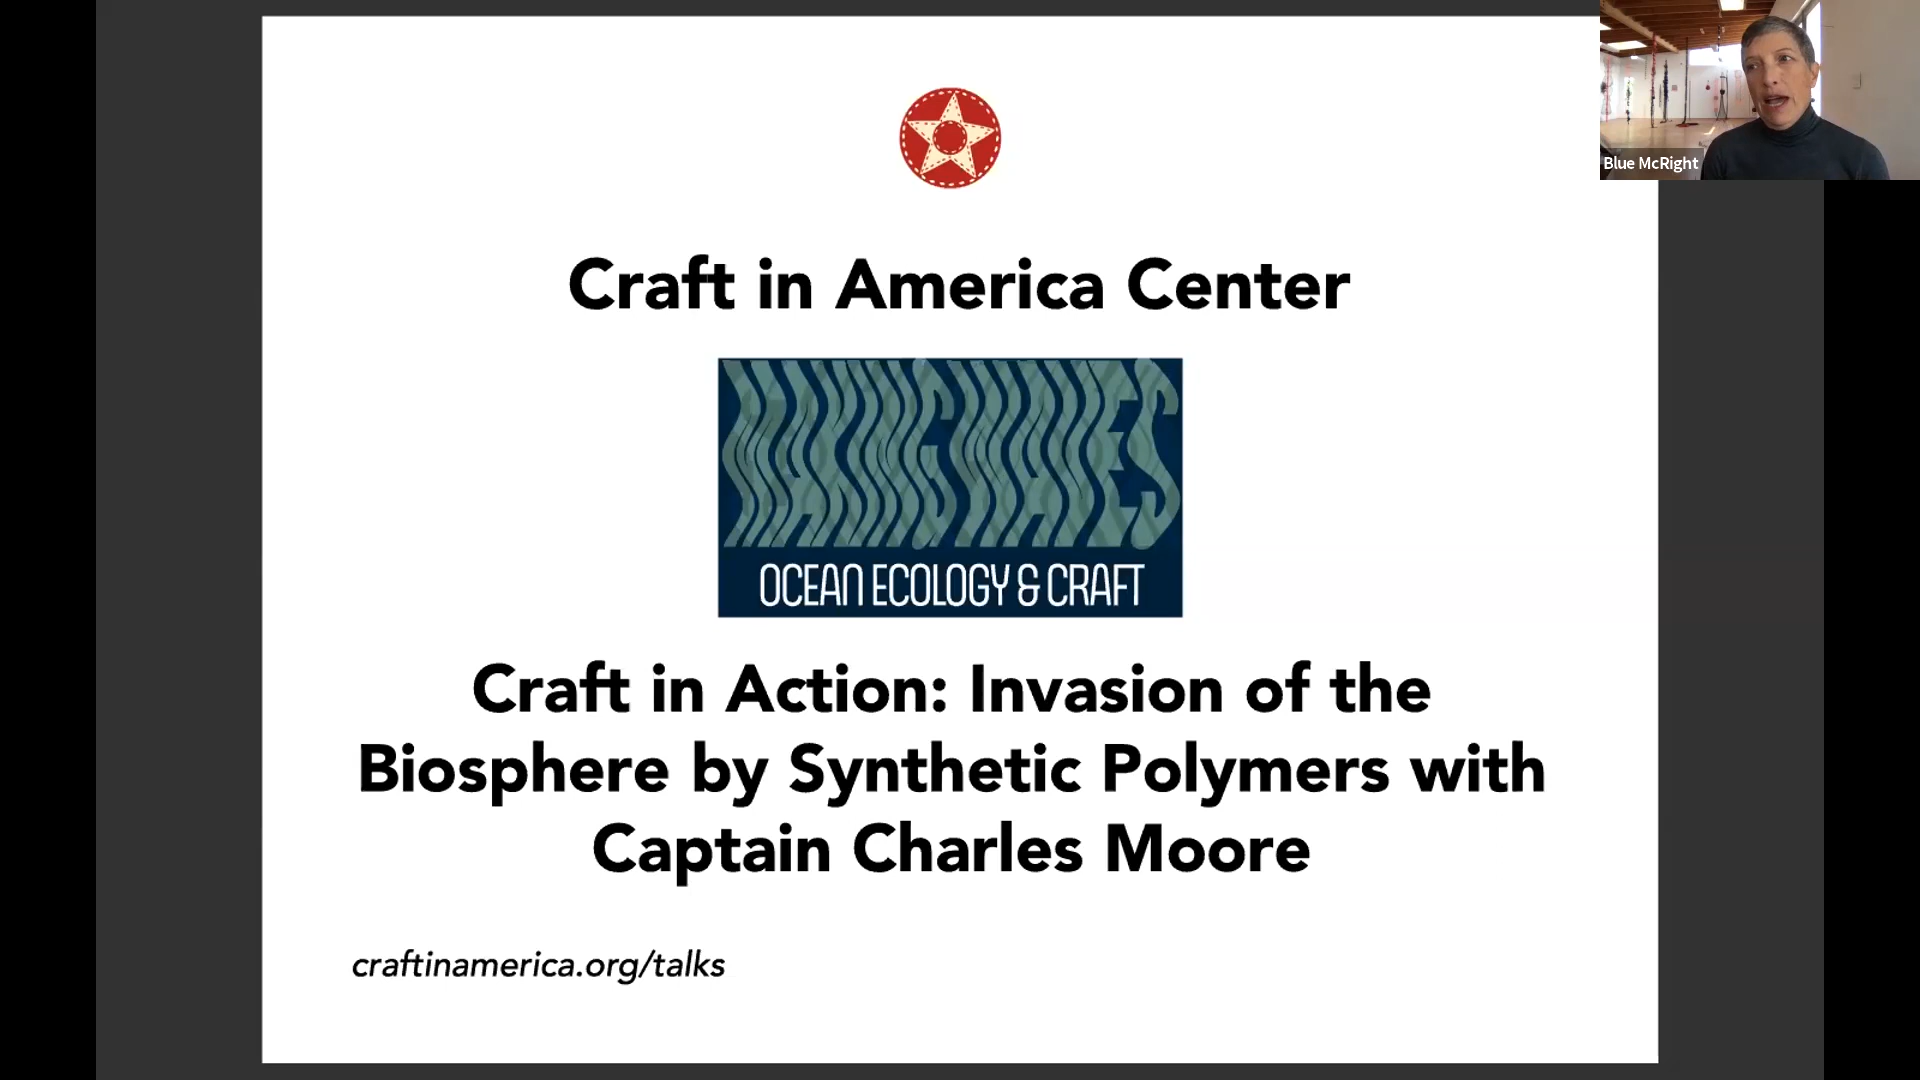 Blue McRight
Craft in America Center
MAKING WAVES
OCEAN ECOLOGY & CRAFT
Craft in Action: Invasion of the
Biosphere by Synthetic Polymers with
Captain Charles Moore
craftinamerica.org/talks